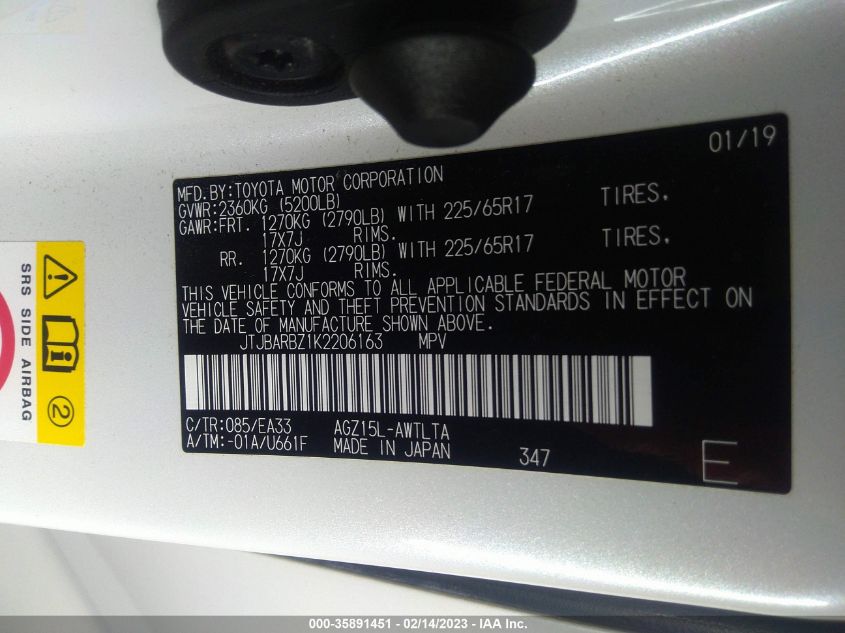 01/19
MFD.BY:TOYOTA MOTOR CORPORATION
GVWR:2360KG (5200LB)
GAWR:FRT. 1270KG (2790LB) WITH 225/65R17 TIRES,
17X7J RIMS.
RR. 1270KG (2790LB) WITH 225/65R17 TIRES,
17X7J RIMS.
THIS VEHICLE CONFORMS TO ALL APPLICABLE FEDERAL MOTOR
VEHICLE SAFETY AND THEFT PREVENTION STANDARDS IN EFFECT ON
THE DATE OF MANUFACTURE SHOWN ABOVE.
JTJBARBZ1K2206163 MPV
C/TR:085/EA33 AGZ15L-AWTLTA
A/TM:-01A/U661F MADE IN JAPAN
347
E
SRS SIDE AIRBAG
2
000-35891451 - 02/14/2023 - IAA Inc.